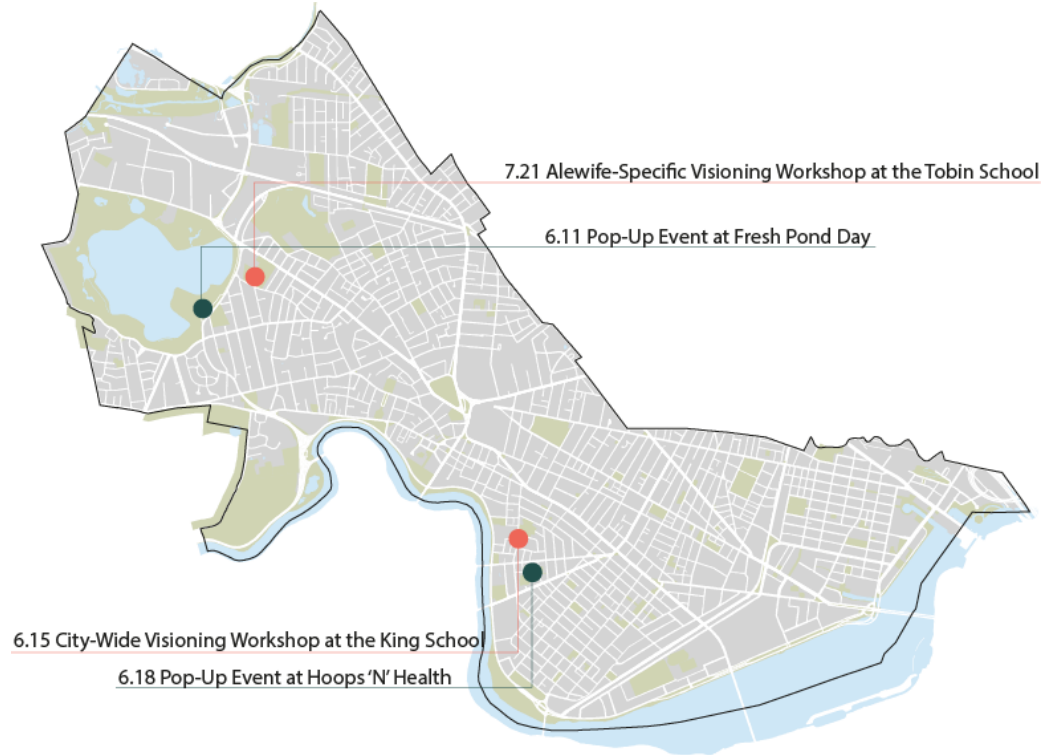 7.21 Alewife-Specific Visioning Workshop at the Tobin School
6.11 Pop-Up Event at Fresh Pond Day
6.15 City-Wide Visioning Workshop at the King School
6.18 Pop-Up Event at Hoops ‘N’ Health